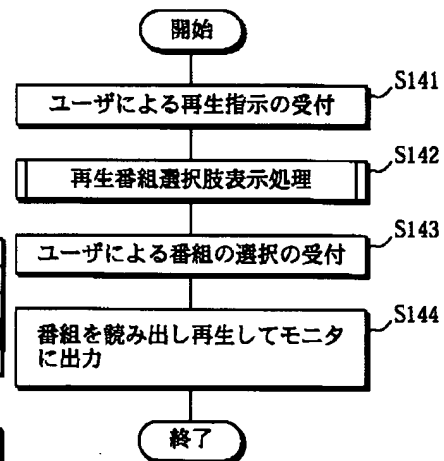 開始
S141
ユーザによる再生指示の受付
S142
再生番組選択肢表示処理
S143
ユーザによる番組の選択の受付
S144
番組を読み出し再生してモニタ
に出力
終了